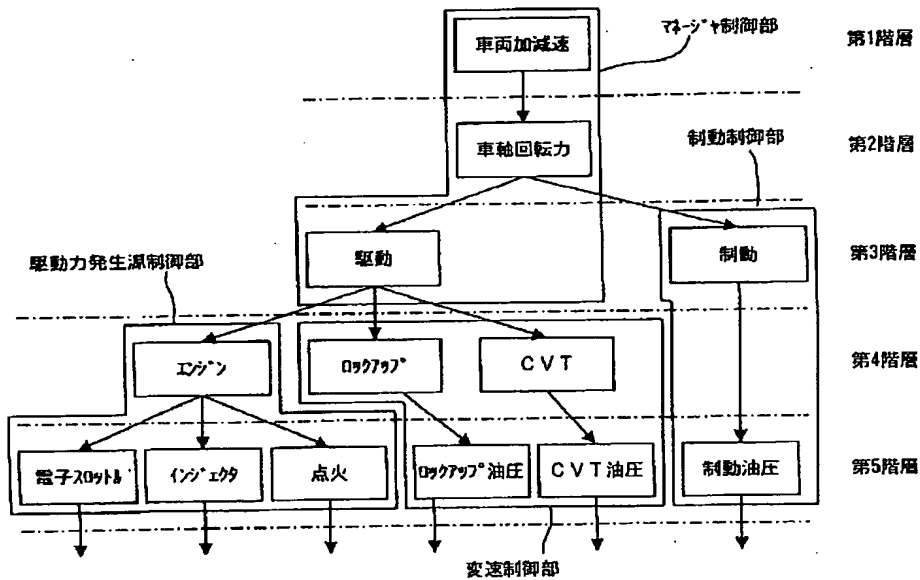 車両加減速
マネージャ制御部
第1階層
車軸回転力
制動制御部
第2階層
駆動力発生源制御部
駆動
制動
第3階層
エンジン
ロックアップ
CVT
第4階層
電子スロットル
インジェクタ
点火
ロックアップ油圧
CVT油圧
制動油圧
第5階層
変速制御部